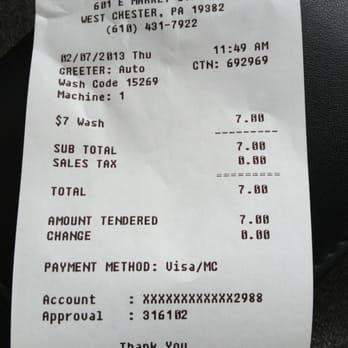 601 E MARKET
WEST CHESTER, PA 19382
(610) 431-7922
02/07/2013 Thu 11:49 AM
GREETER: Auto CTN: 692969
Wash Code 15269
Machine: 1
$7 Wash 7.00
---------
SUB TOTAL 7.00
SALES TAX 0.00
=========
TOTAL 7.00
AMOUNT TENDERED 7.00
CHANGE 0.00
PAYMENT METHOD: Visa/MC
Account : XXXXXXXXXXXX2988
Approval : 316102
Thank You